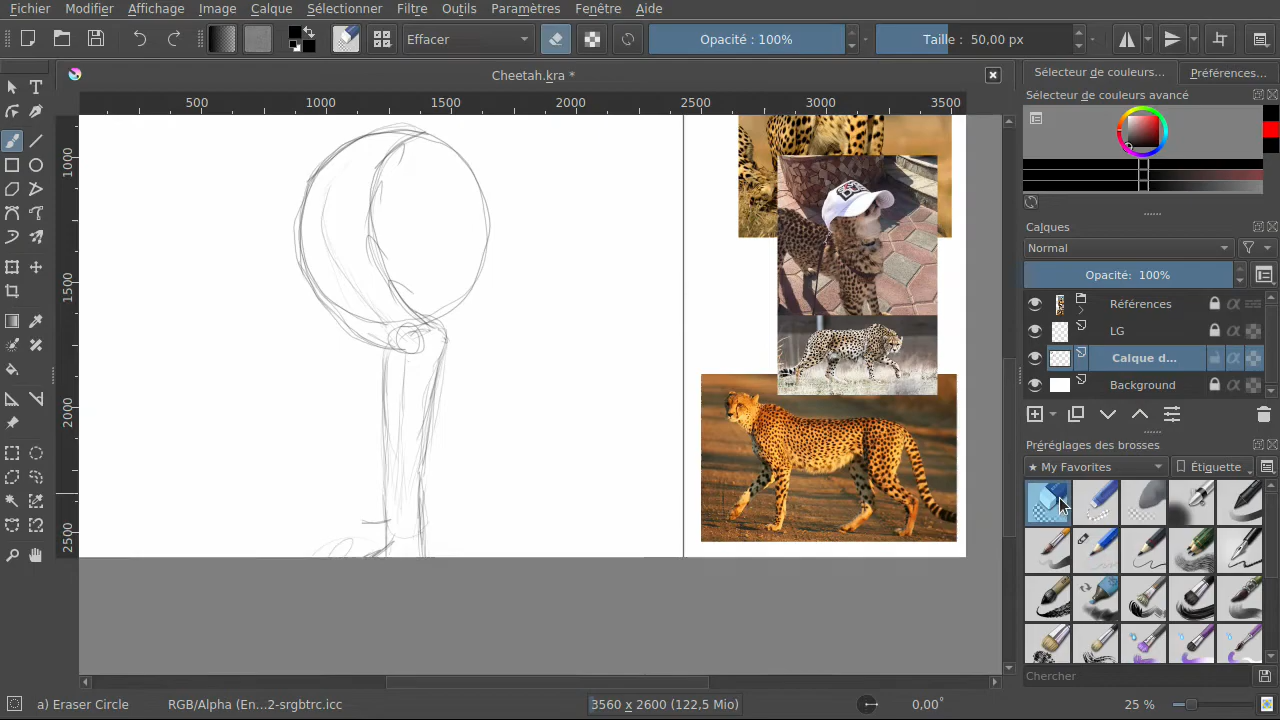 Fichier Modifier Affichage Image Calque Sélectionner Filtre Outils Paramètres Fenêtre Aide
Effacer Opacité : 100% Taille : 50,00 px
Cheetah.kra *
500 1000 1500 2000 2500 3000 3500
1000
1500
2000
2500
Sélecteur de couleurs... Préférences...
Sélecteur de couleurs avancé
Calques
Normal
Opacité: 100%
Références
LG
Calque d...
Background
Préréglages des brosses
★ My Favorites Étiquette
Chercher
a) Eraser Circle RGB/Alpha (En...2-srgbtrc.icc 3560 x 2600 (122,5 Mio) 0,00° 25 %